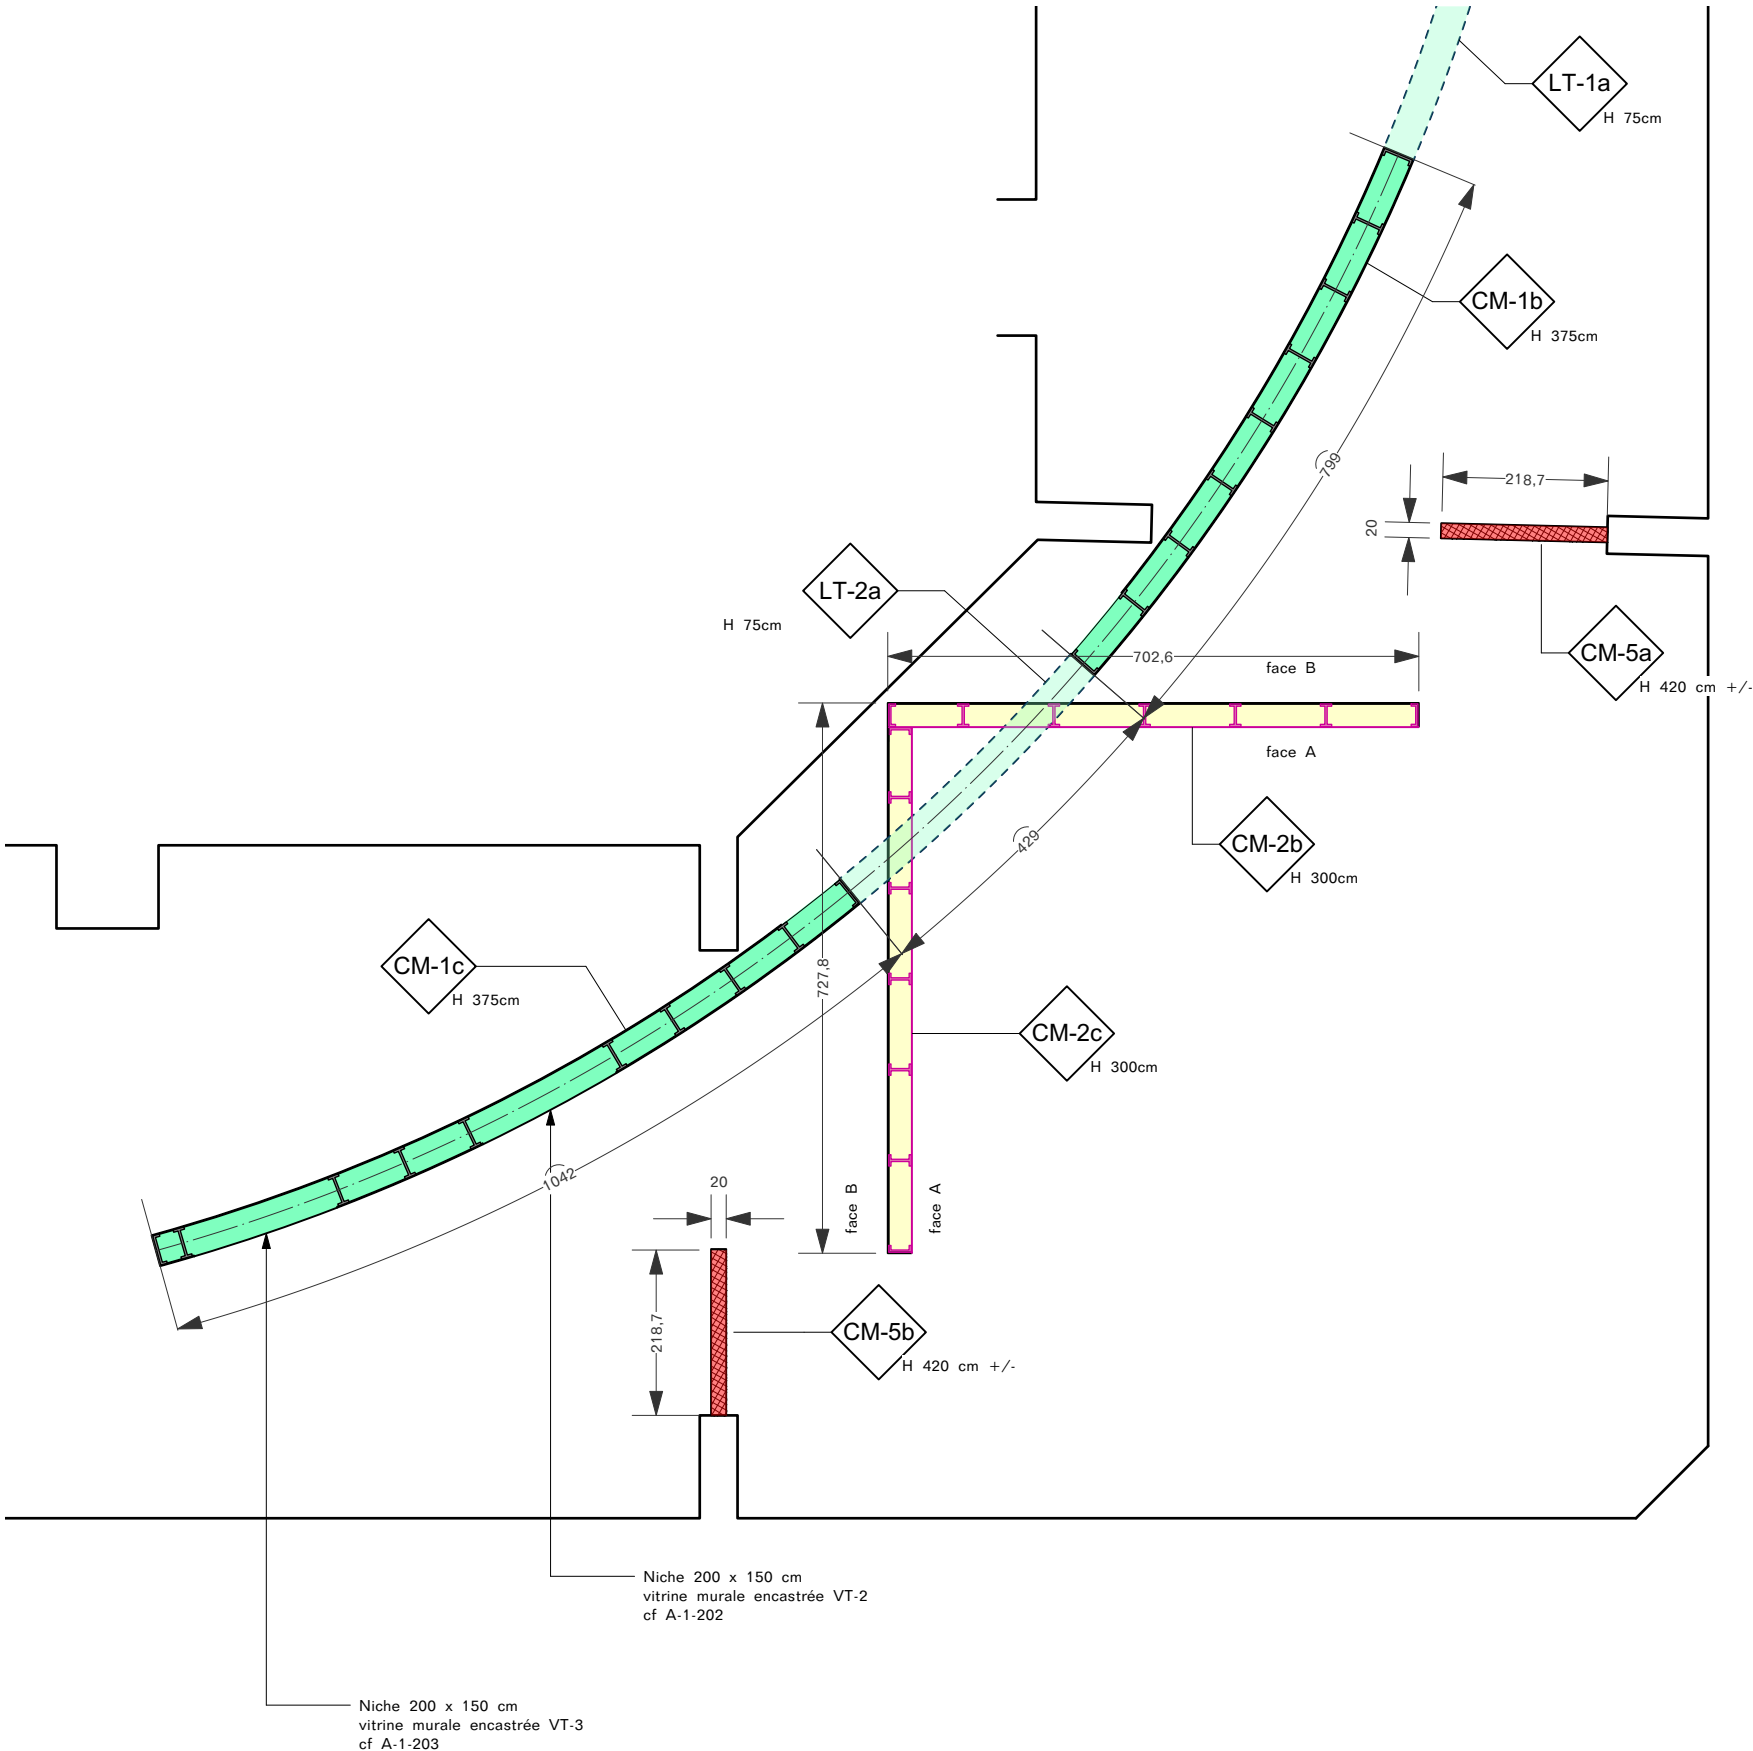 LT-1a
H 75cm
CM-1b
H 375cm
799
218,7
20
LT-2a
H 75cm
702,6
face B
CM-5a
H 420 cm +/-
face A
429
CM-2b
H 300cm
CM-1c
H 375cm
727,8
CM-2c
H 300cm
1042
20
face B
face A
218,7
CM-5b
H 420 cm +/-
Niche 200 x 150 cm
vitrine murale encastrée VT-2
cf A-1-202
Niche 200 x 150 cm
vitrine murale encastrée VT-3
cf A-1-203